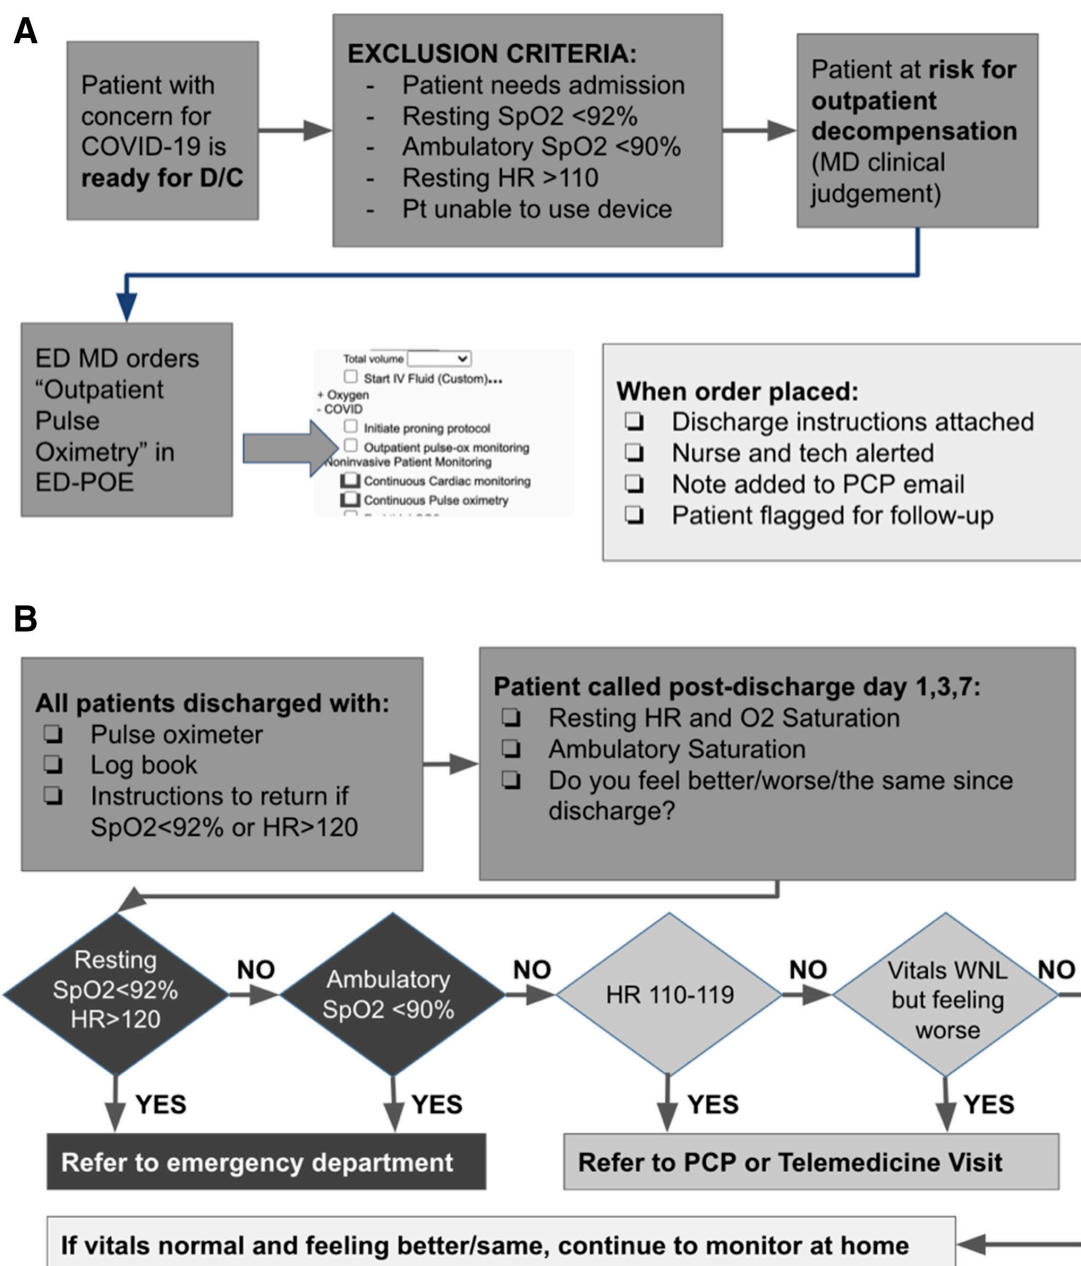 A
Patient with
concern for
COVID-19 is
ready for D/C
EXCLUSION CRITERIA:
- Patient needs admission
- Resting SpO2 <92%
- Ambulatory SpO2 <90%
- Resting HR >110
- Pt unable to use device
Patient at risk for
outpatient
decompensation
(MD clinical
judgement)
ED MD orders
“Outpatient
Pulse
Oximetry” in
ED-POE
Total volume
Start IV Fluid (Custom)...
+ Oxygen
- COVID
Initiate proning protocol
Outpatient pulse-ox monitoring
Noninvasive Patient Monitoring
Continuous Cardiac monitoring
Continuous Pulse oximetry
When order placed:
❏ Discharge instructions attached
❏ Nurse and tech alerted
❏ Note added to PCP email
❏ Patient flagged for follow-up
B
All patients discharged with:
❏ Pulse oximeter
❏ Log book
❏ Instructions to return if
SpO2<92% or HR>120
Patient called post-discharge day 1,3,7:
❏ Resting HR and O2 Saturation
❏ Ambulatory Saturation
❏ Do you feel better/worse/the same since
discharge?
Resting
SpO2<92%
HR>120
NO
Ambulatory
SpO2 <90%
NO
HR 110-119
NO
Vitals WNL
but feeling
worse
NO
YES
YES
YES
YES
Refer to emergency department
Refer to PCP or Telemedicine Visit
If vitals normal and feeling better/same, continue to monitor at home